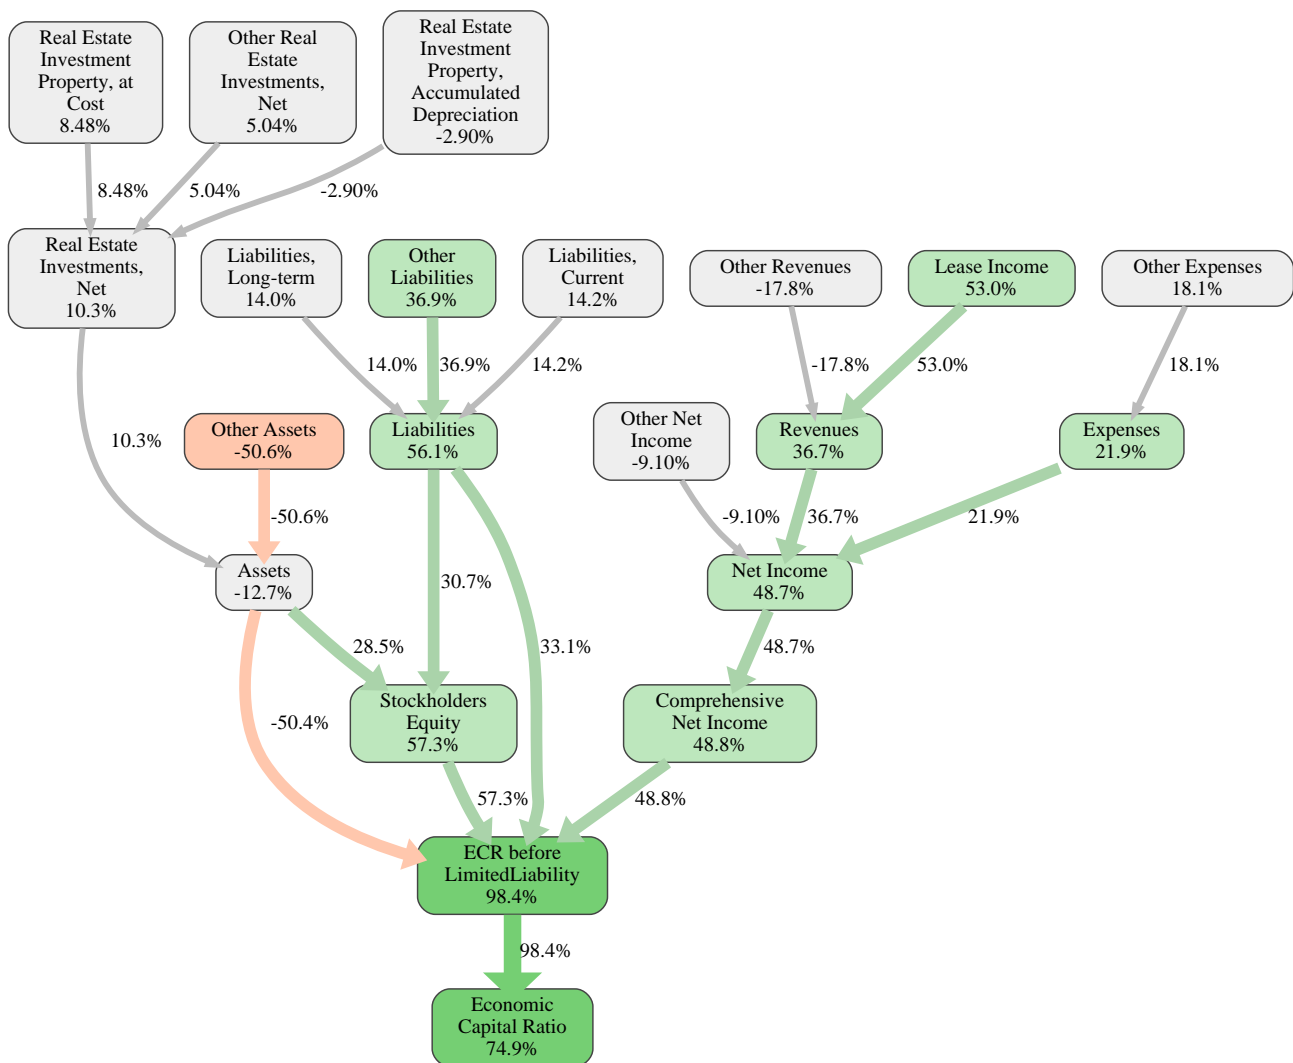 Real Estate
Investment
Property, at
Cost
8.48%
Other Real
Estate
Investments,
Net
5.04%
Real Estate
Investment
Property,
Accumulated
Depreciation
-2.90%
8.48%
5.04%
-2.90%
Real Estate
Investments,
Net
10.3%
Liabilities,
Long-term
14.0%
Other
Liabilities
36.9%
Liabilities,
Current
14.2%
Other Revenues
-17.8%
Lease Income
53.0%
Other Expenses
18.1%
14.0%
36.9%
14.2%
-17.8%
53.0%
18.1%
10.3%
Other Assets
-50.6%
Liabilities
56.1%
Other Net
Income
-9.10%
Revenues
36.7%
Expenses
21.9%
-50.6%
-9.10%
36.7%
21.9%
Assets
-12.7%
30.7%
Net Income
48.7%
28.5%
33.1%
48.7%
-50.4%
Stockholders
Equity
57.3%
Comprehensive
Net Income
48.8%
57.3%
48.8%
ECR before
LimitedLiability
98.4%
98.4%
Economic
Capital Ratio
74.9%